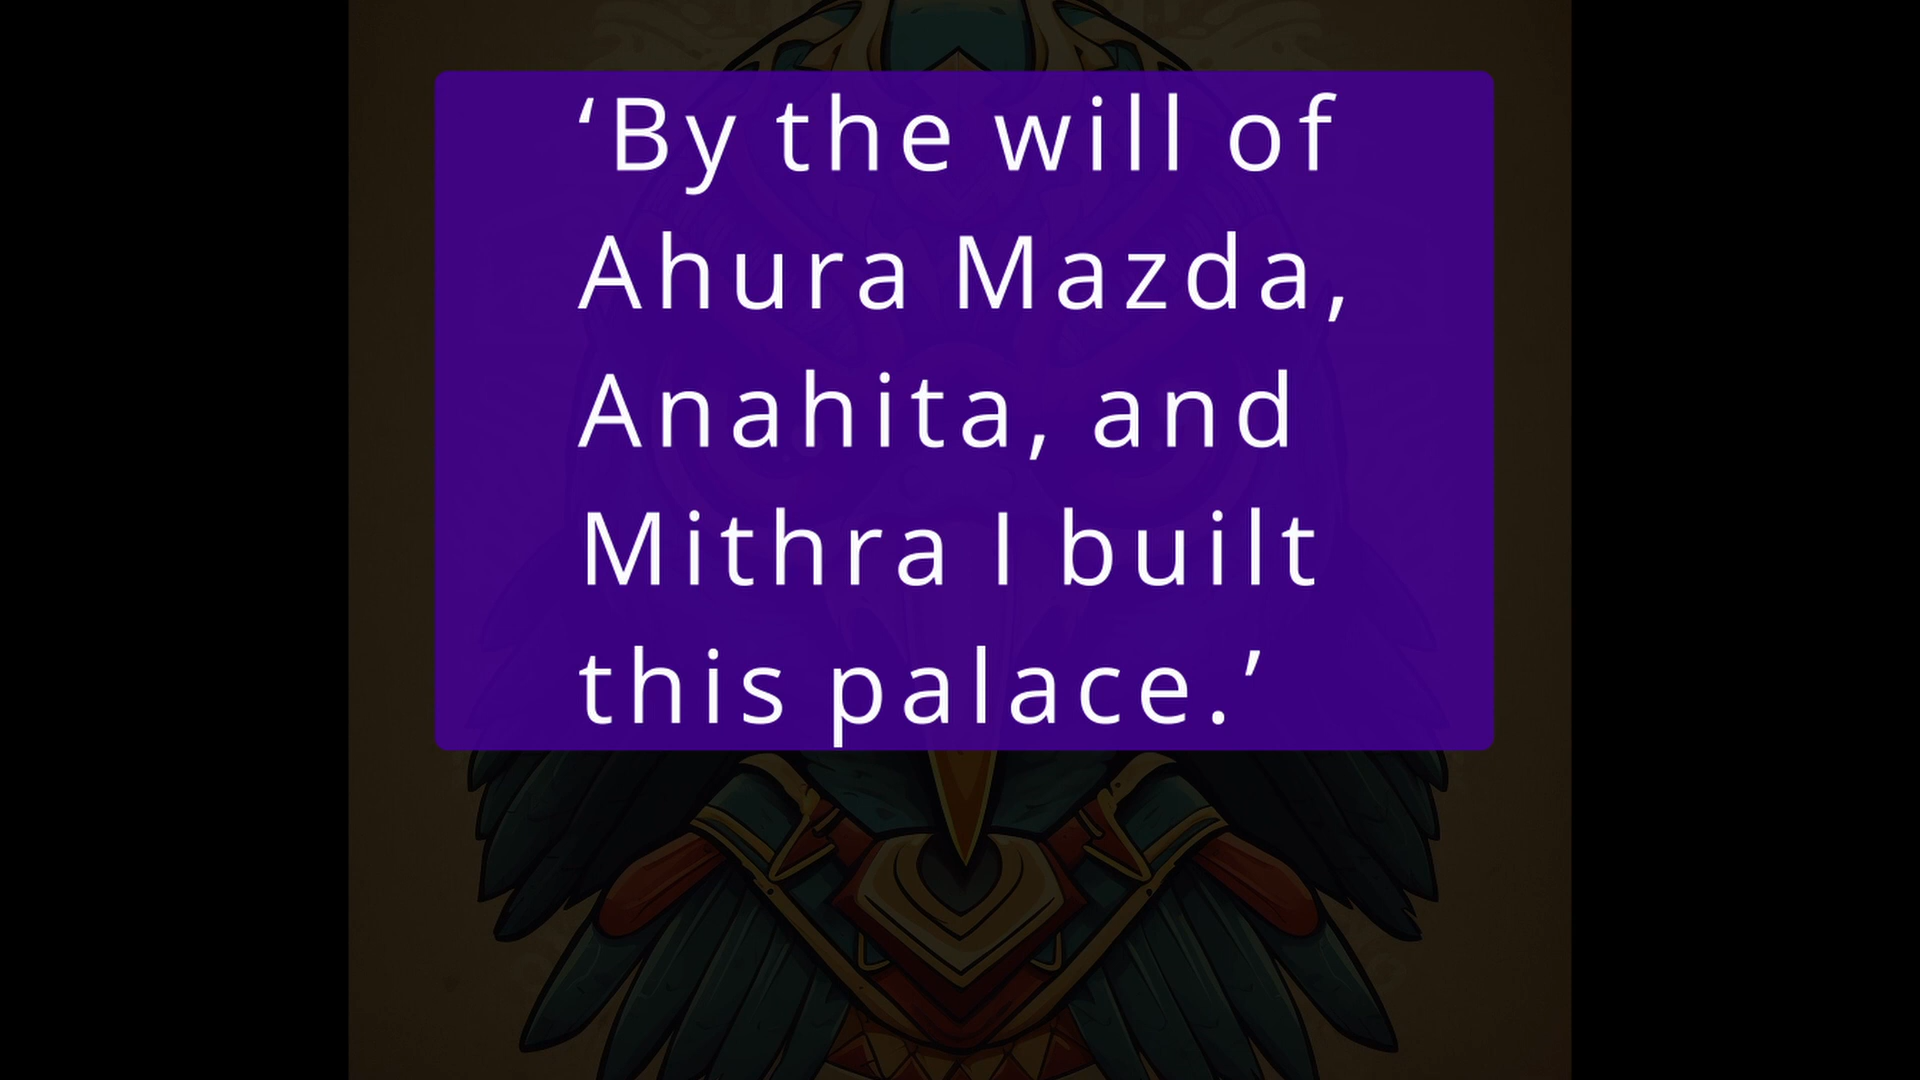 ‘By the will of
Ahura Mazda,
Anahita, and
Mithra I built
this palace.’